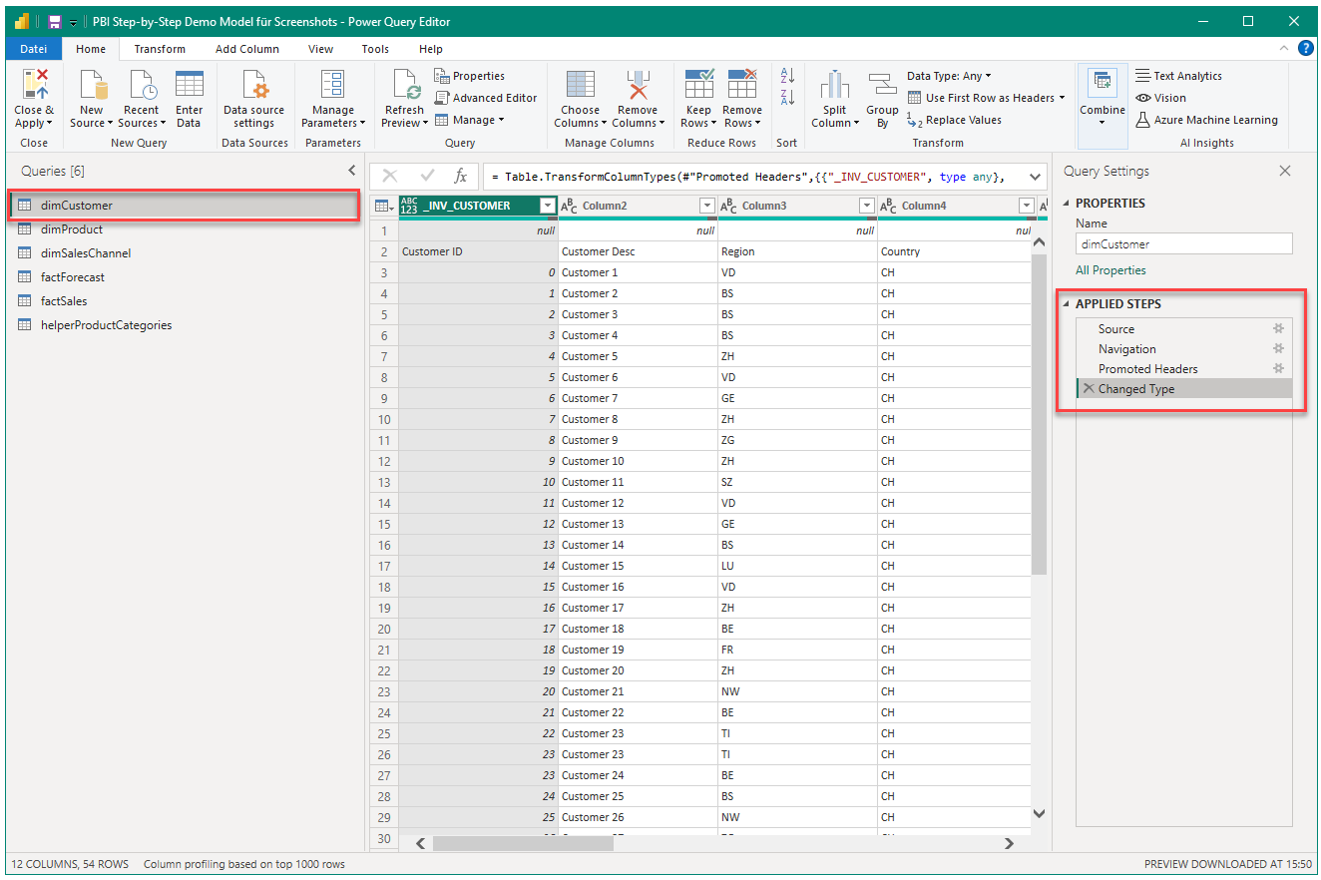 PBI Step-by-Step Demo Model für Screenshots - Power Query Editor
Datei Home Transform Add Column View Tools Help
Close & Apply
Close
New Source
Recent Sources
Enter Data
New Query
Data source settings
Data Sources
Manage Parameters
Parameters
Refresh Preview
Properties
Advanced Editor
Manage
Query
Choose Columns
Remove Columns
Manage Columns
Keep Rows
Remove Rows
Reduce Rows
Sort
Split Column
Group By
Data Type: Any
Use First Row as Headers
Replace Values
Transform
Combine
Text Analytics
Vision
Azure Machine Learning
AI Insights
Queries [6]
dimCustomer
dimProduct
dimSalesChannel
factForecast
factSales
helperProductCategories
fx = Table.TransformColumnTypes(#"Promoted Headers",{{"_INV_CUSTOMER", type any},
ABC 123 _INV_CUSTOMER ABC Column2 ABC Column3 ABC Column4
1 null null null null
2 Customer ID Customer Desc Region Country
3 0 Customer 1 VD CH
4 1 Customer 2 BS CH
5 2 Customer 3 BS CH
6 3 Customer 4 BS CH
7 4 Customer 5 ZH CH
8 5 Customer 6 VD CH
9 6 Customer 7 GE CH
10 7 Customer 8 ZH CH
11 8 Customer 9 ZG CH
12 9 Customer 10 ZH CH
13 10 Customer 11 SZ CH
14 11 Customer 12 VD CH
15 12 Customer 13 GE CH
16 13 Customer 14 BS CH
17 14 Customer 15 LU CH
18 15 Customer 16 VD CH
19 16 Customer 17 ZH CH
20 17 Customer 18 BE CH
21 18 Customer 19 FR CH
22 19 Customer 20 ZH CH
23 20 Customer 21 NW CH
24 21 Customer 22 BE CH
25 22 Customer 23 TI CH
26 23 Customer 23 TI CH
27 23 Customer 24 BE CH
28 24 Customer 25 BS CH
29 25 Customer 26 NW CH
30
Query Settings
PROPERTIES
Name
dimCustomer
All Properties
APPLIED STEPS
Source
Navigation
Promoted Headers
Changed Type
12 COLUMNS, 54 ROWS Column profiling based on top 1000 rows
PREVIEW DOWNLOADED AT 15:50